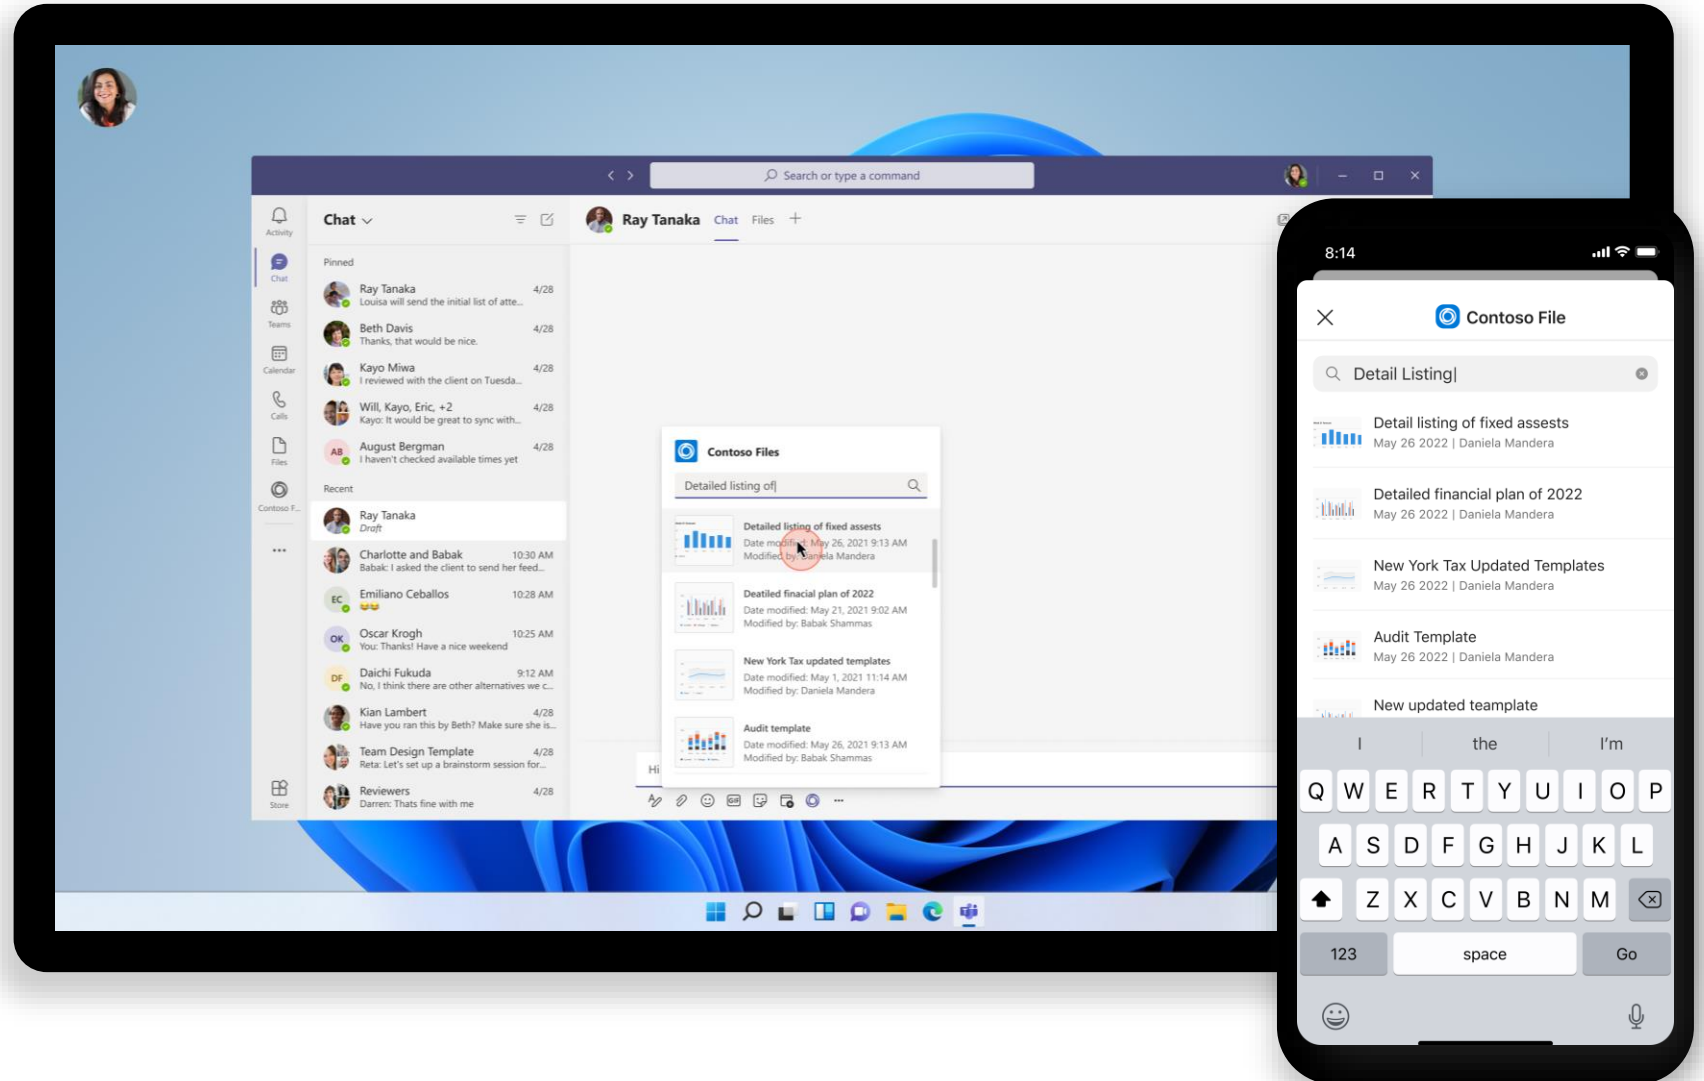 Search or type a command
Activity
Chat
Teams
Calendar
Calls
Files
Contoso F...
Store
Chat
Pinned
Ray Tanaka 4/28
Louisa will send the initial list of atte...
Beth Davis 4/28
Thanks, that would be nice.
Kayo Miwa 4/28
I reviewed with the client on Tuesda...
Will, Kayo, Eric, +2 4/28
Kayo: It would be great to sync with...
AB
August Bergman 4/28
I haven't checked available times yet
Recent
Ray Tanaka
Draft
Charlotte and Babak 10:30 AM
Babak: I asked the client to send her feed...
EC
Emiliano Ceballos 10:28 AM
OK
Oscar Krogh 10:25 AM
You: Thanks! Have a nice weekend
DF
Daichi Fukuda 9:12 AM
No, I think there are other alternatives we c...
Kian Lambert 4/28
Have you ran this by Beth? Make sure she is...
Team Design Template 4/28
Reta: Let's set up a brainstorm session for...
Reviewers 4/28
Darren: Thats fine with me
Ray Tanaka Chat Files
Contoso Files
Detailed listing of
Detailed listing of fixed assests
Date modified: May 26, 2021 9:13 AM
Modified by: Daniela Mandera
Deatiled finacial plan of 2022
Date modified: May 21, 2021 9:02 AM
Modified by: Babak Shammas
New York Tax updated templates
Date modified: May 1, 2021 11:14 AM
Modified by: Daniela Mandera
Audit template
Date modified: May 26, 2021 9:13 AM
Modified by: Babak Shammas
Hi
GIF
8:14
Contoso File
Detail Listing
Detail listing of fixed assests
May 26 2022 | Daniela Mandera
Detailed financial plan of 2022
May 26 2022 | Daniela Mandera
New York Tax Updated Templates
May 26 2022 | Daniela Mandera
Audit Template
May 26 2022 | Daniela Mandera
New updated teamplate
I the I'm
Q W E R T Y U I O P
A S D F G H J K L
Z X C V B N M
123 space Go